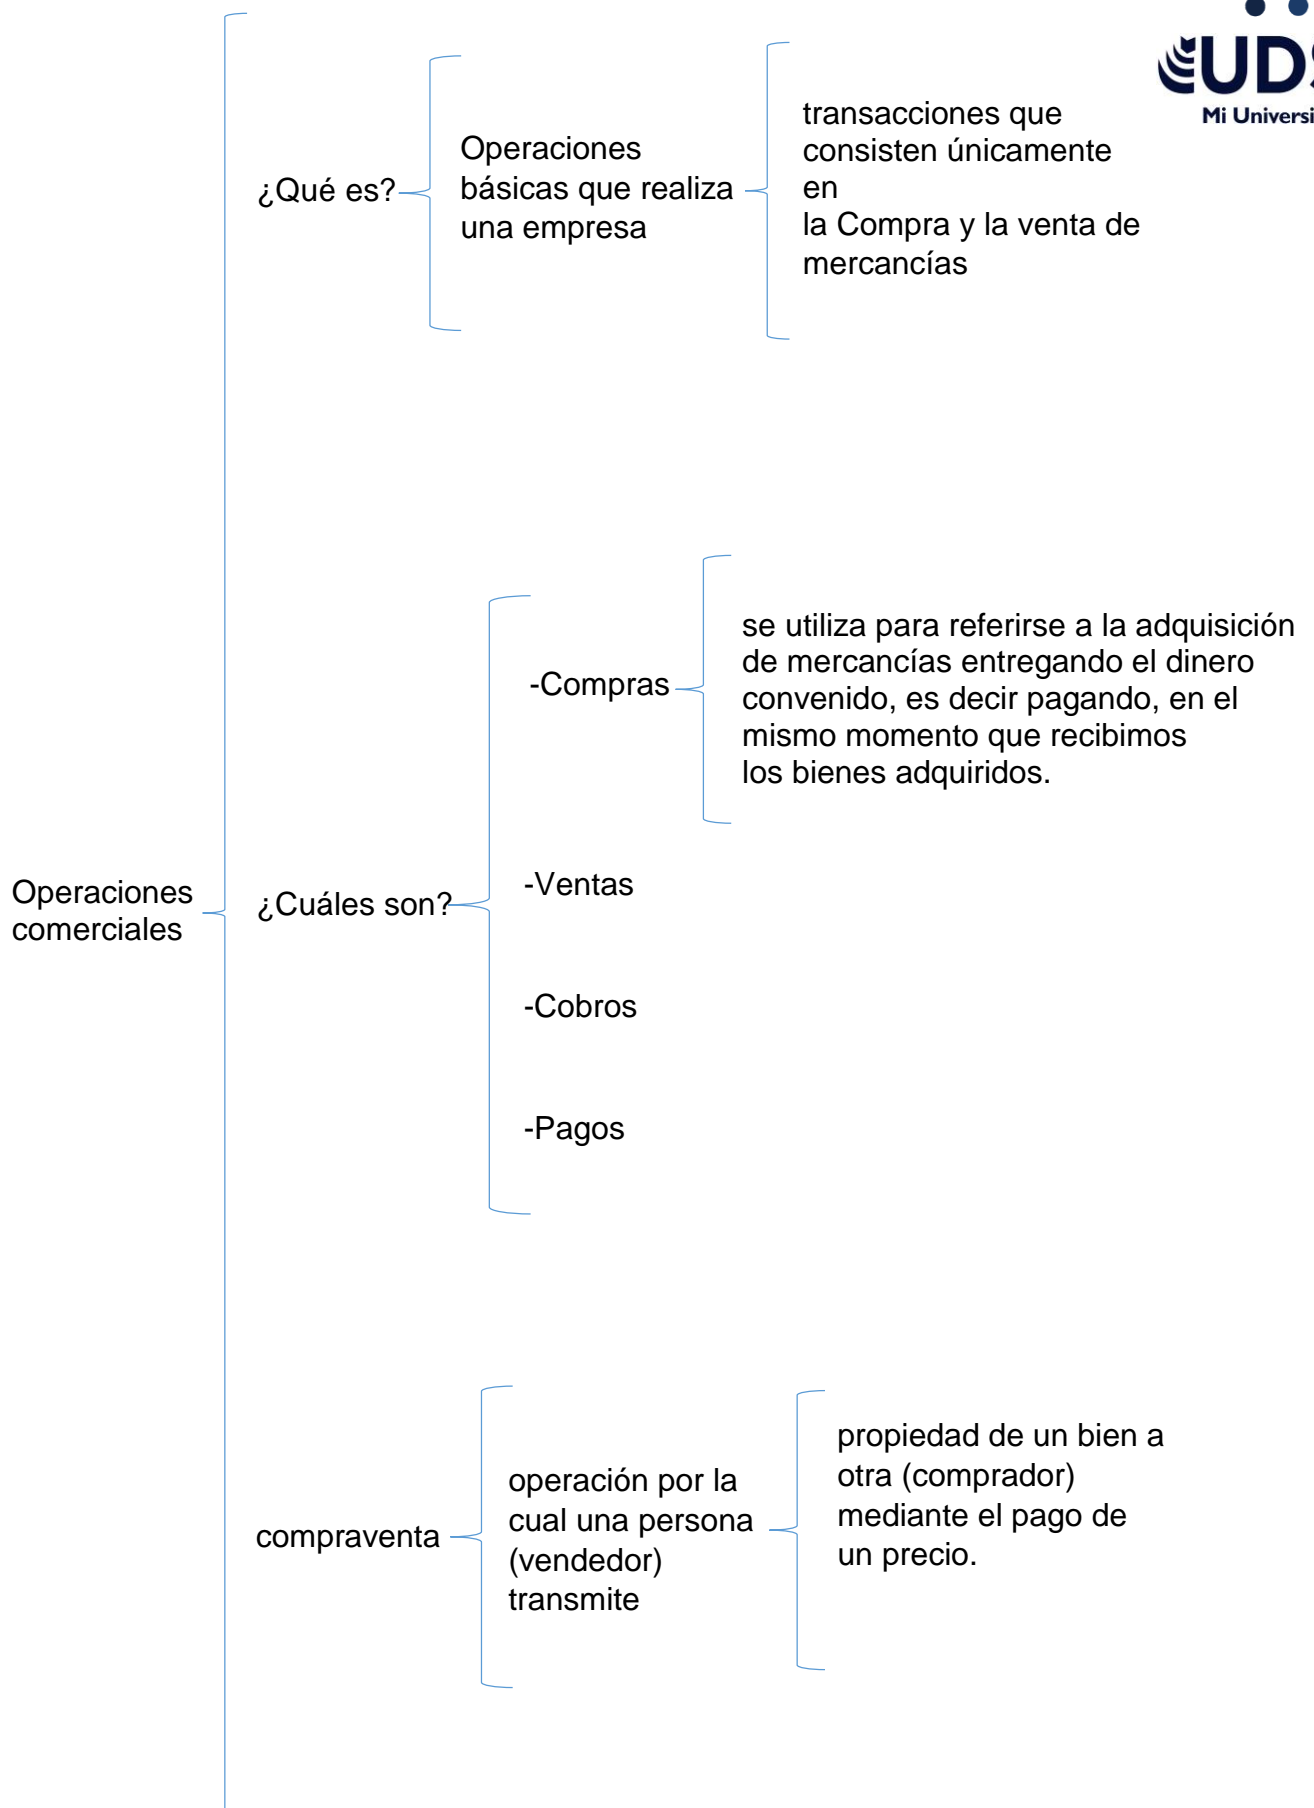 Mi Universi
¿Qué es?
Operaciones
básicas que realiza
una empresa
transacciones que
consisten únicamente
en
la Compra y la venta de
mercancías
Operaciones
comerciales
¿Cuáles son?
-Compras
se utiliza para referirse a la adquisición
de mercancías entregando el dinero
convenido, es decir pagando, en el
mismo momento que recibimos
los bienes adquiridos.
-Ventas
-Cobros
-Pagos
compraventa
operación por la
cual una persona
(vendedor)
transmite
propiedad de un bien a
otra (comprador)
mediante el pago de
un precio.